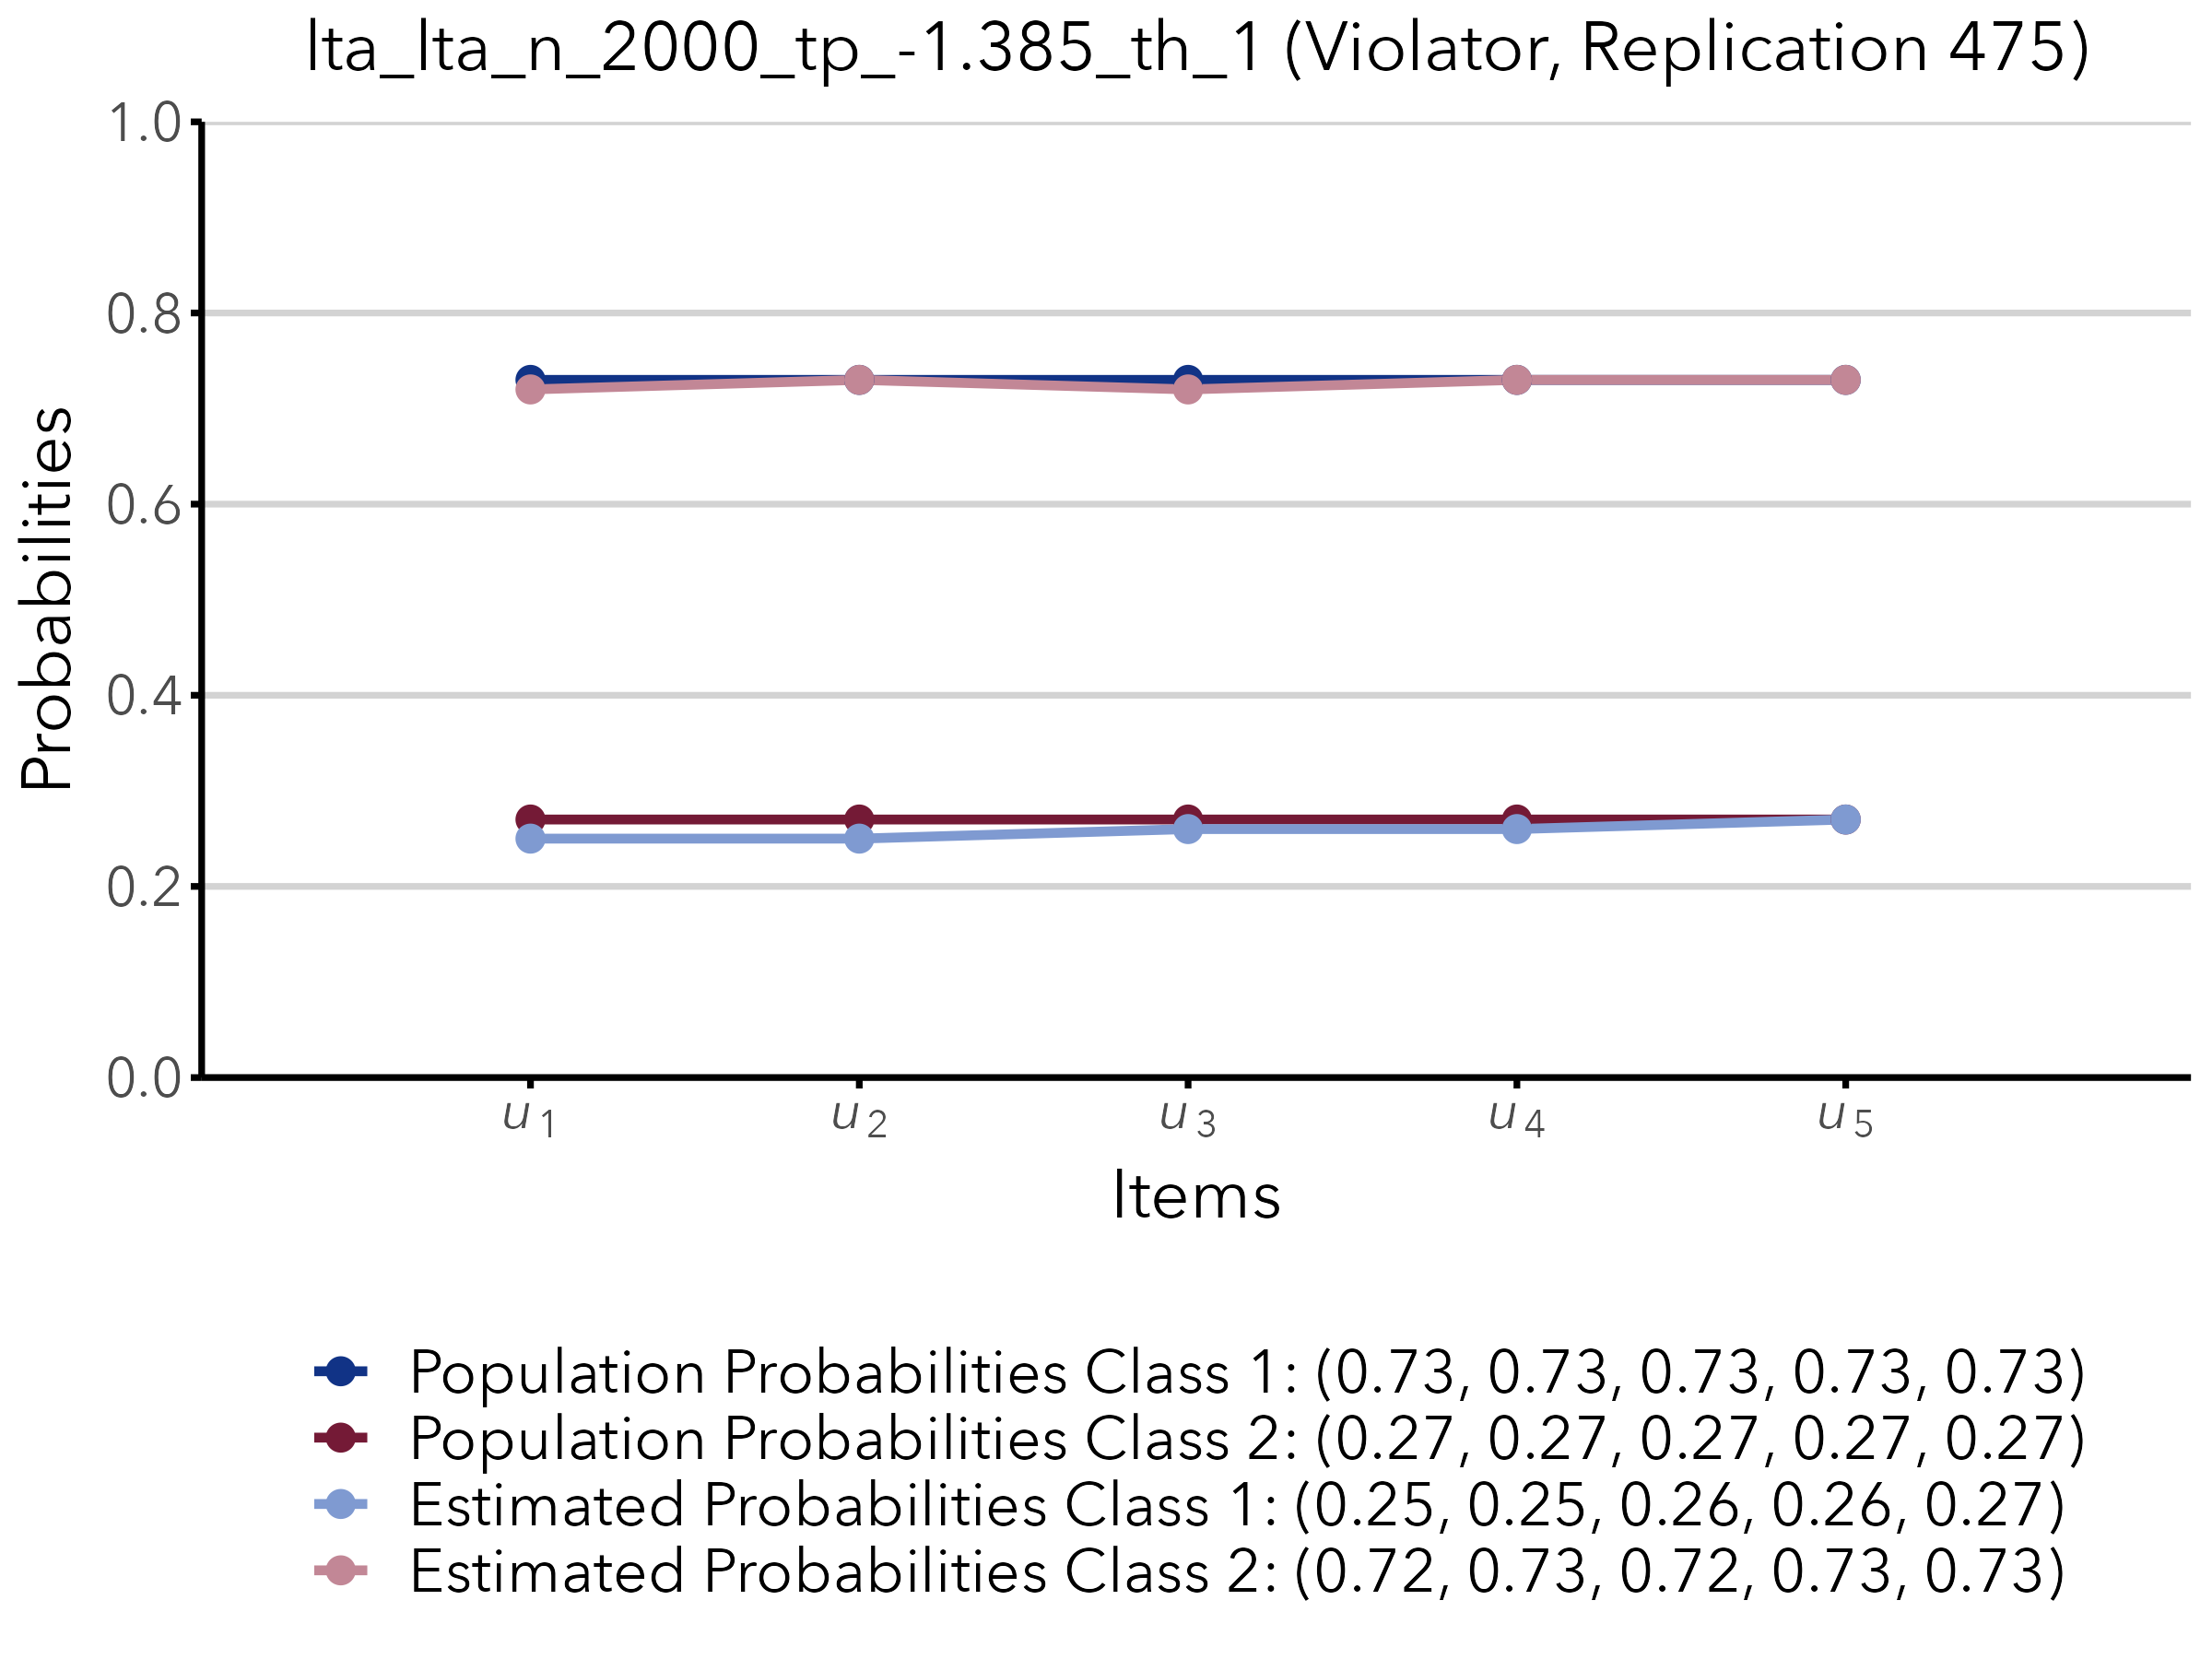 lta_lta_n_2000_tp_-1.385_th_1 (Violator, Replication 475)
1.0
0.8
0.6
0.4
0.2
0.0
Probabilities
u1 u2 u3 u4 u5
Items
Population Probabilities Class 1: (0.73, 0.73, 0.73, 0.73, 0.73)
Population Probabilities Class 2: (0.27, 0.27, 0.27, 0.27, 0.27)
Estimated Probabilities Class 1: (0.25, 0.25, 0.26, 0.26, 0.27)
Estimated Probabilities Class 2: (0.72, 0.73, 0.72, 0.73, 0.73)